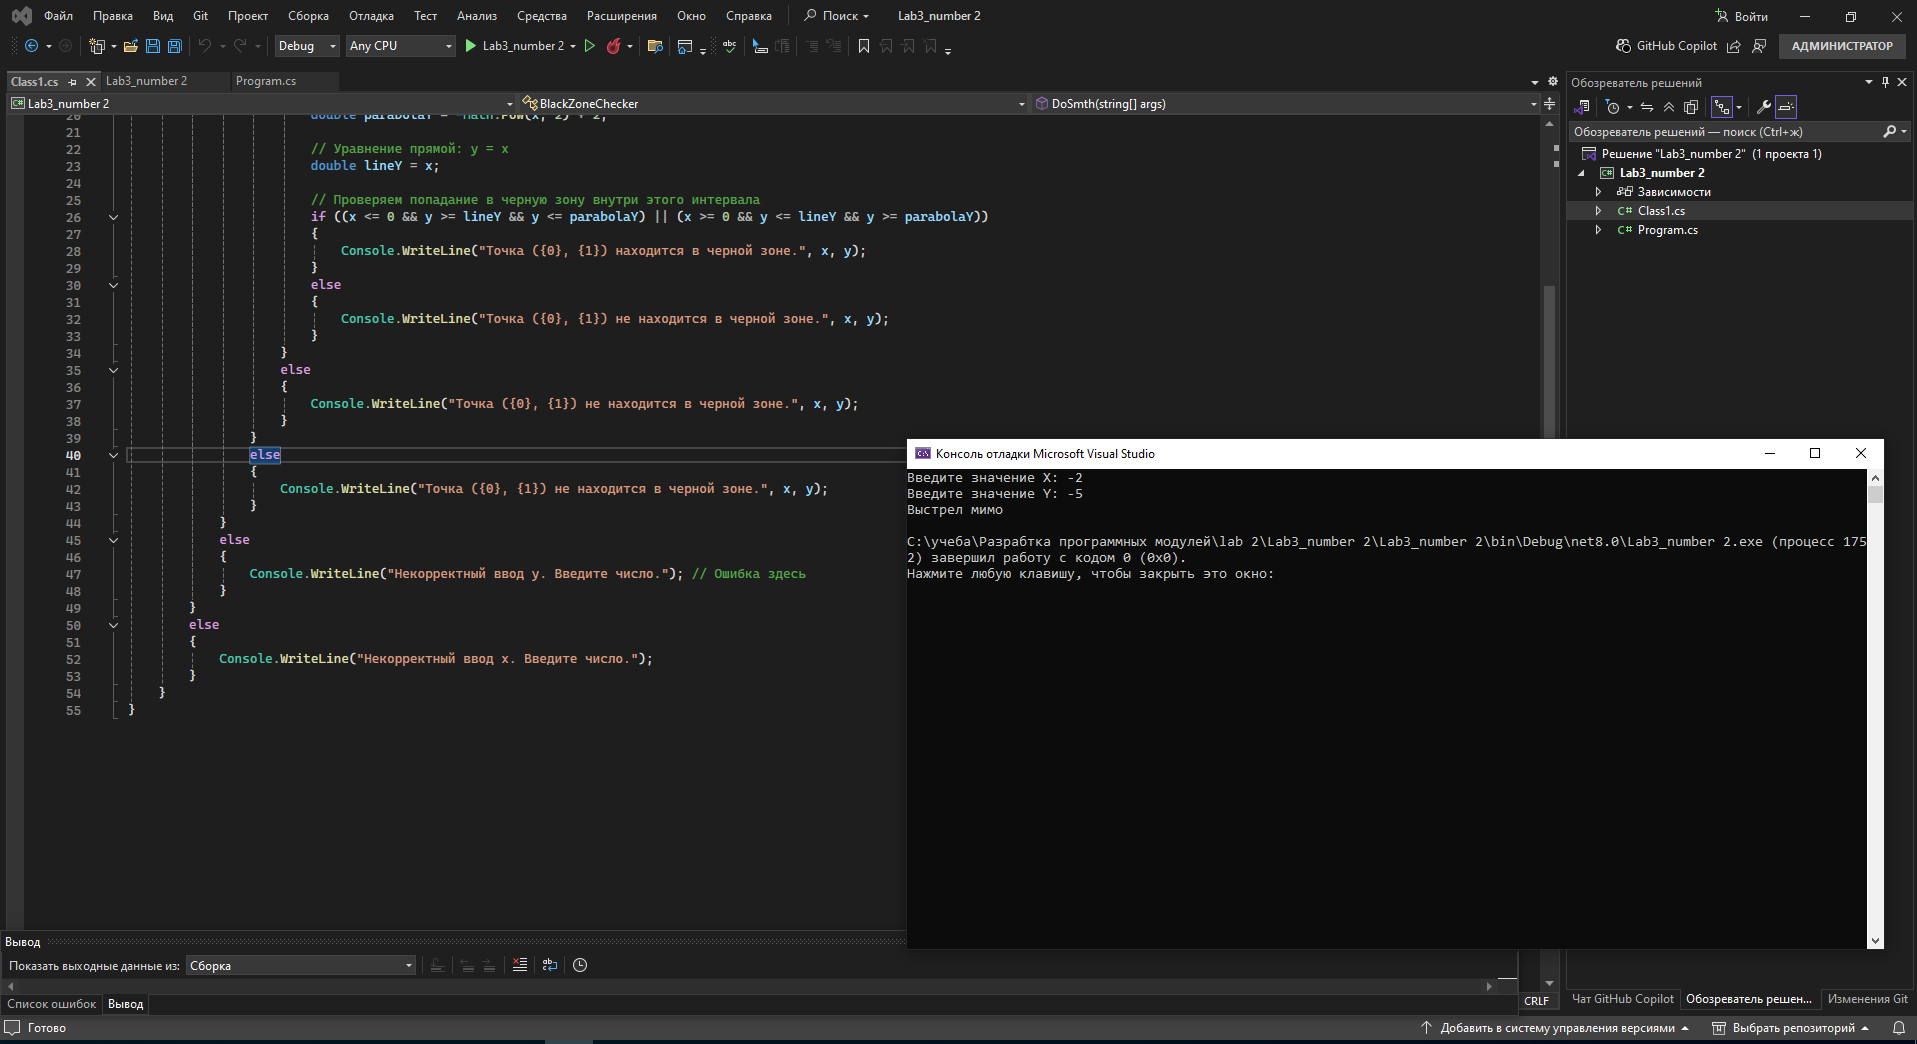 Файл Правка Вид Git Проект Сборка Отладка Тест Анализ Средства Расширения Окно Справка Поиск Lab3_number 2 Войти
Debug Any CPU Lab3_number 2 GitHub Copilot АДМИНИСТРАТОР
Class1.cs Lab3_number 2 Program.cs
Lab3_number 2 BlackZoneChecker DoSmth(string[] args)
20 double parabolaY = -Math.Pow(x, 2) + 2;
21
22 // Уравнение прямой: y = x
23 double lineY = x;
24
25 // Проверяем попадание в черную зону внутри этого интервала
26 if ((x <= 0 && y >= lineY && y <= parabolaY) || (x >= 0 && y <= lineY && y >= parabolaY))
27 {
28 Console.WriteLine("Точка ({0}, {1}) находится в черной зоне.", x, y);
29 }
30 else
31 {
32 Console.WriteLine("Точка ({0}, {1}) не находится в черной зоне.", x, y);
33 }
34 }
35 else
36 {
37 Console.WriteLine("Точка ({0}, {1}) не находится в черной зоне.", x, y);
38 }
39 }
40 else
41 {
42 Console.WriteLine("Точка ({0}, {1}) не находится в черной зоне.", x, y);
43 }
44 }
45 else
46 {
47 Console.WriteLine("Некорректный ввод y. Введите число."); // Ошибка здесь
48 }
49 }
50 else
51 {
52 Console.WriteLine("Некорректный ввод x. Введите число.");
53 }
54 }
55 }
Обозреватель решений
Обозреватель решений — поиск (Ctrl+ж)
Решение "Lab3_number 2" (1 проекта 1)
Lab3_number 2
Зависимости
C# Class1.cs
C# Program.cs
Консоль отладки Microsoft Visual Studio
Введите значение X: -2
Введите значение Y: -5
Выстрел мимо
C:\учеба\Разрабтка программных модулей\lab 2\Lab3_number 2\Lab3_number 2\bin\Debug\net8.0\Lab3_number 2.exe (процесс 175
2) завершил работу с кодом 0 (0x0).
Нажмите любую клавишу, чтобы закрыть это окно:
Вывод
Показать выходные данные из: Сборка
Список ошибок Вывод
CRLF
Чат GitHub Copilot Обозреватель решен... Изменения Git
Готово Добавить в систему управления версиями Выбрать репозиторий